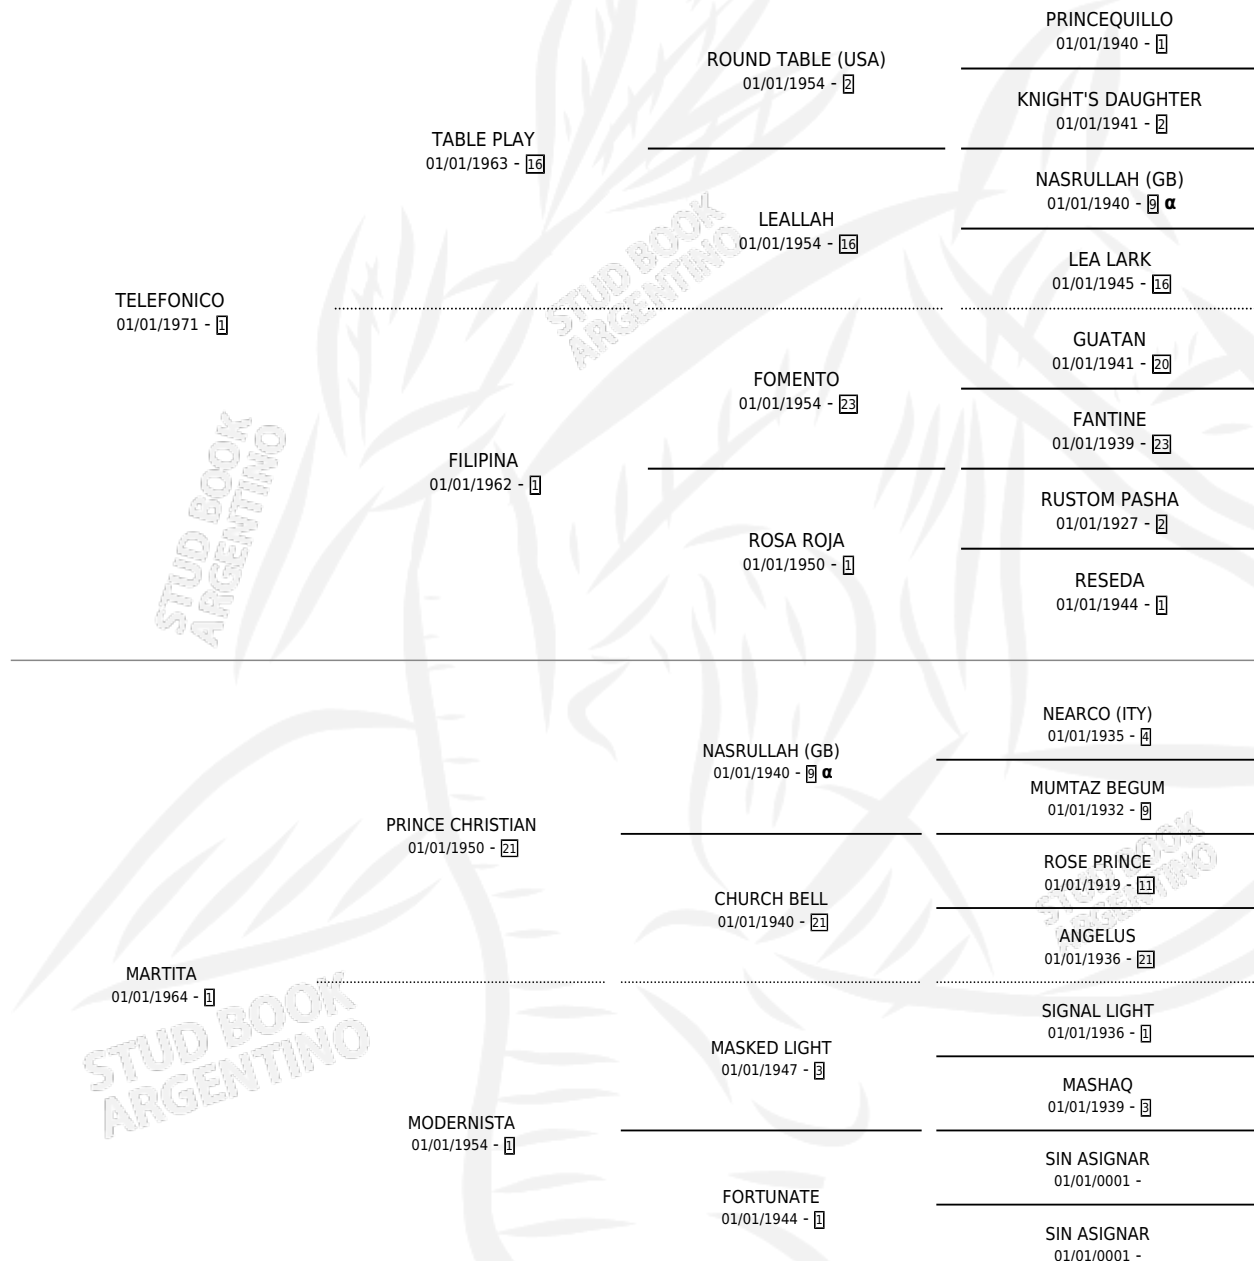 PRINCEQUILLO
01/01/1940 - 1
ROUND TABLE (USA)
01/01/1954 - 2
KNIGHT'S DAUGHTER
01/01/1941 - 2
TABLE PLAY
01/01/1963 - 16
NASRULLAH (GB)
01/01/1940 - 9 α
LEALLAH
01/01/1954 - 16
LEA LARK
01/01/1945 - 16
TELEFONICO
01/01/1971 - 1
GUATAN
01/01/1941 - 20
FOMENTO
01/01/1954 - 23
FANTINE
01/01/1939 - 23
FILIPINA
01/01/1962 - 1
RUSTOM PASHA
01/01/1927 - 2
ROSA ROJA
01/01/1950 - 1
RESEDA
01/01/1944 - 1
NEARCO (ITY)
01/01/1935 - 4
NASRULLAH (GB)
01/01/1940 - 9 α
MUMTAZ BEGUM
01/01/1932 - 9
PRINCE CHRISTIAN
01/01/1950 - 21
ROSE PRINCE
01/01/1919 - 11
CHURCH BELL
01/01/1940 - 21
ANGELUS
01/01/1936 - 21
MARTITA
01/01/1964 - 1
SIGNAL LIGHT
01/01/1936 - 1
MASKED LIGHT
01/01/1947 - 3
MASHAQ
01/01/1939 - 3
MODERNISTA
01/01/1954 - 1
SIN ASIGNAR
01/01/0001 -
FORTUNATE
01/01/1944 - 1
SIN ASIGNAR
01/01/0001 -
STUD BOOK
ARGENTINO
STUD BOOK
ARGENTINO
STUD BOOK
ARGENTINO
STUD BOOK
ARGENTINO